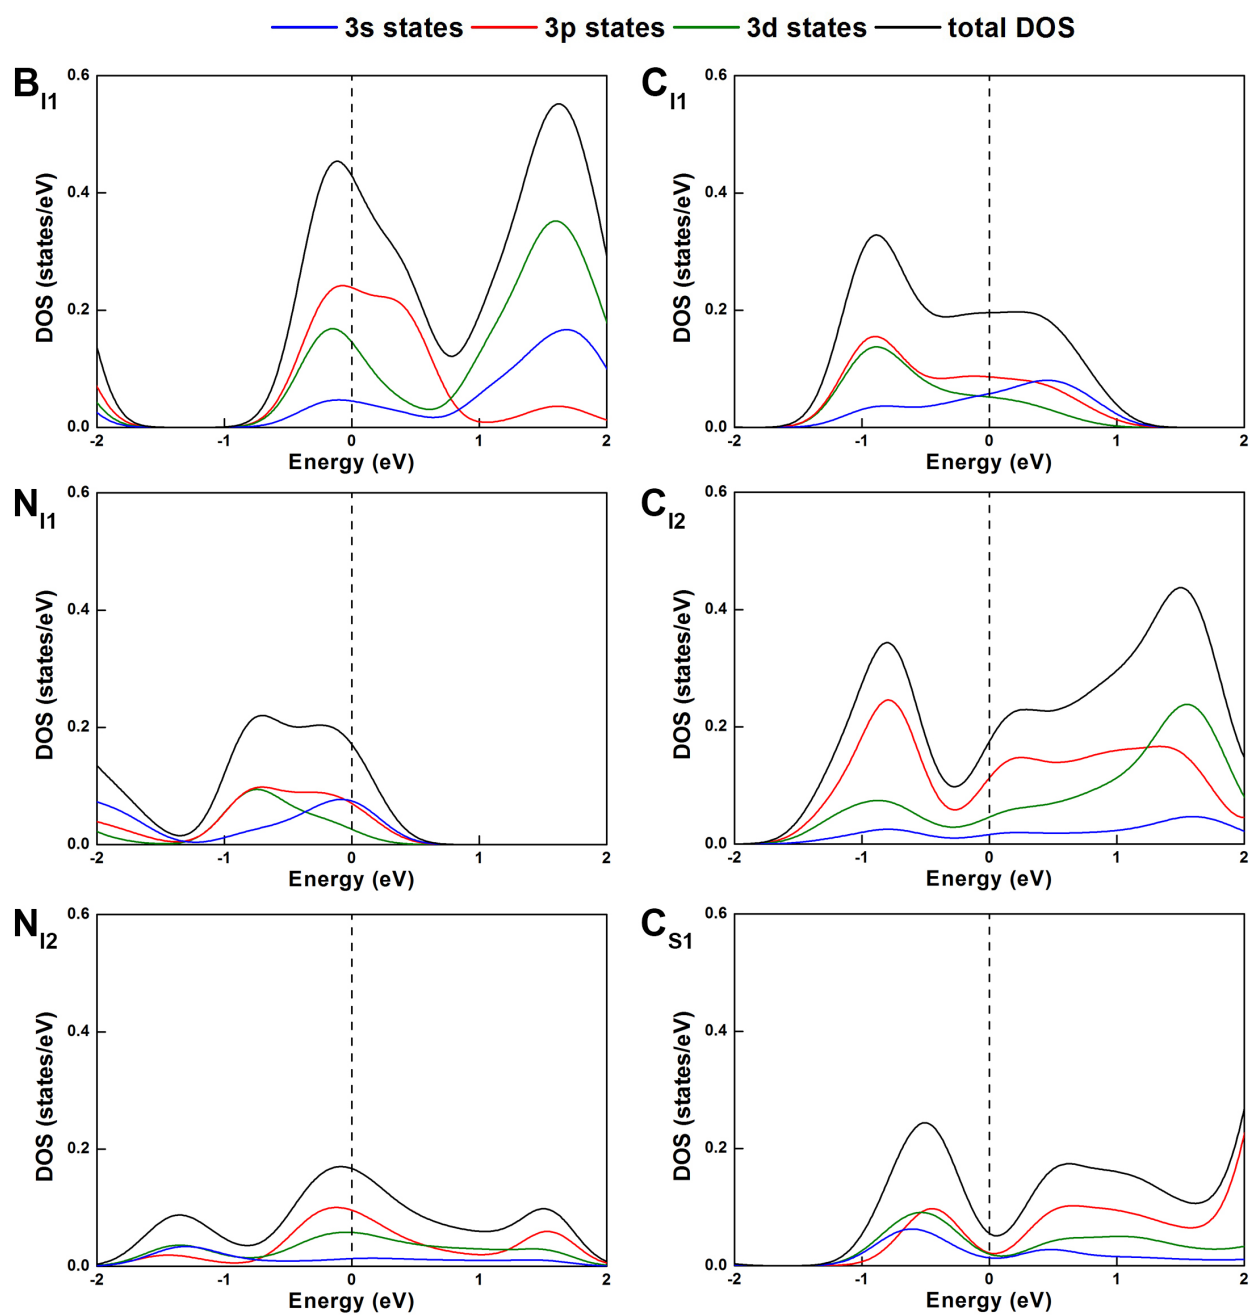 3s states 3p states 3d states total DOS
B I1
DOS (states/eV)
0.6
0.4
0.2
0.0
-2 -1 0 1 2
Energy (eV)
C I1
DOS (states/eV)
0.6
0.4
0.2
0.0
-2 -1 0 1 2
Energy (eV)
N I1
DOS (states/eV)
0.6
0.4
0.2
0.0
-2 -1 0 1 2
Energy (eV)
C I2
DOS (states/eV)
0.6
0.4
0.2
0.0
-2 -1 0 1 2
Energy (eV)
N I2
DOS (states/eV)
0.6
0.4
0.2
0.0
-2 -1 0 1 2
Energy (eV)
C S1
DOS (states/eV)
0.6
0.4
0.2
0.0
-2 -1 0 1 2
Energy (eV)